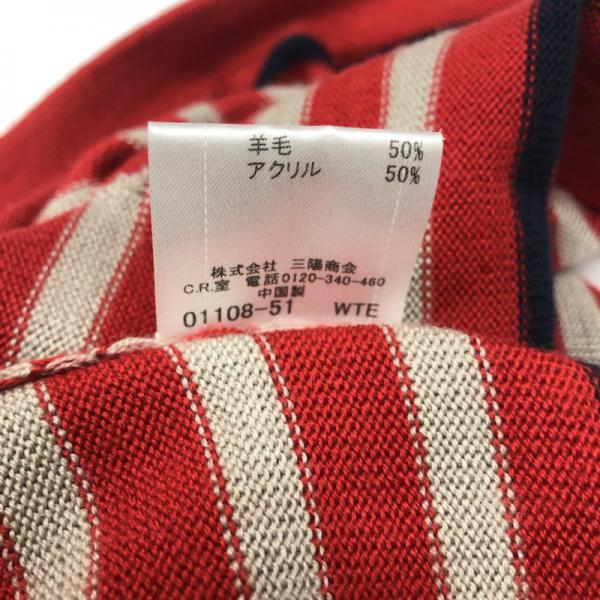 羊毛 50%
アクリル 50%
株式会社 三陽商会
C.R.室 電話0120-340-460
中国製
01108-51 WTE